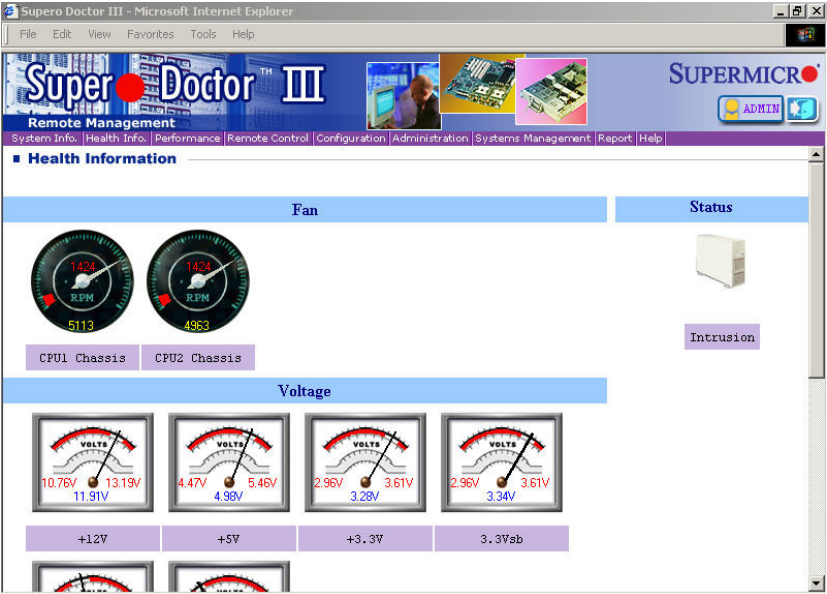 Supero Doctor III - Microsoft Internet Explorer
File Edit View Favorites Tools Help
Super Doctor™ III
Remote Management
SUPERMICRO
ADMIN
System Info. Health Info. Performance Remote Control Configuration Administration Systems Management Report Help
Health Information
Fan
Status
1424
RPM
5113
1424
RPM
4963
CPU1 Chassis
CPU2 Chassis
Intrusion
Voltage
VOLTS
10.76V 13.19V
11.91V
VOLTS
4.47V 5.46V
4.98V
VOLTS
2.96V 3.61V
3.28V
VOLTS
2.96V 3.61V
3.34V
+12V
+5V
+3.3V
3.3Vsb